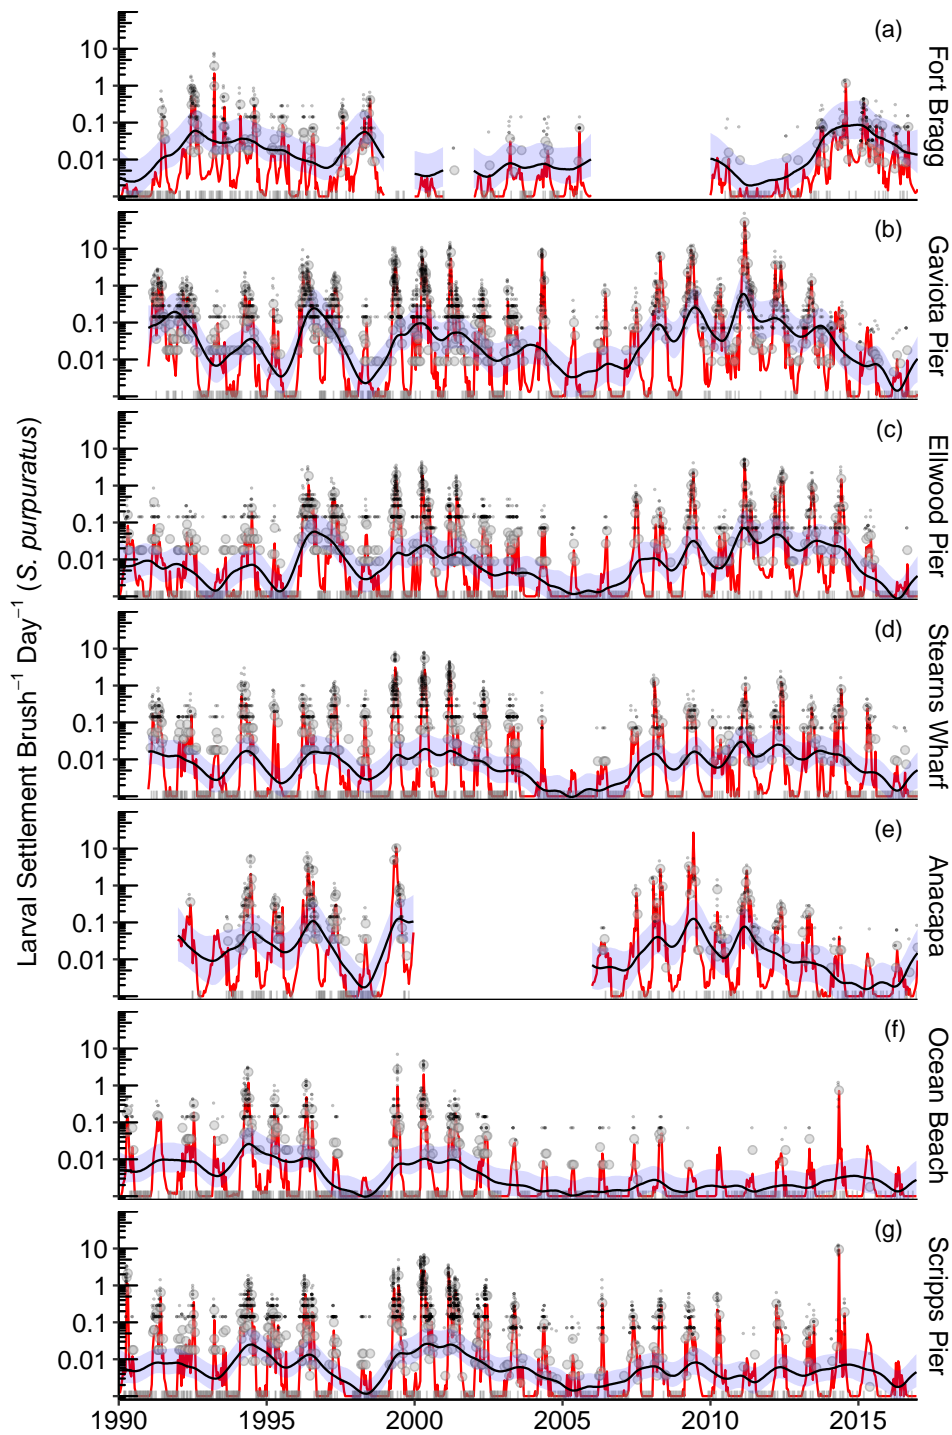 Larval Settlement Brush⁻¹ Day⁻¹ (S. purpuratus)
(a)
Fort Bragg
10
1
0.1
0.01
(b)
Gaviota Pier
10
1
0.1
0.01
(c)
Ellwood Pier
10
1
0.1
0.01
(d)
Stearns Wharf
10
1
0.1
0.01
(e)
Anacapa
10
1
0.1
0.01
(f)
Ocean Beach
10
1
0.1
0.01
(g)
Scripps Pier
10
1
0.1
0.01
1990 1995 2000 2005 2010 2015